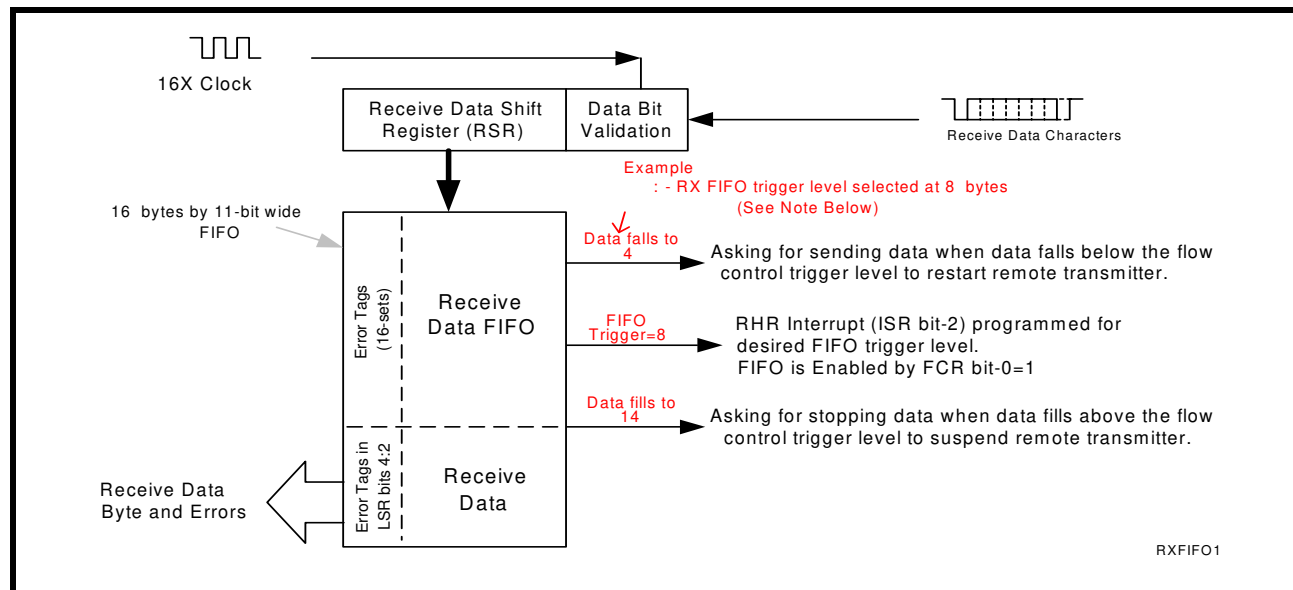 16X Clock
Receive Data Shift
Register (RSR)
Data Bit
Validation
Receive Data Characters
Example
: - RX FIFO trigger level selected at 8 bytes
(See Note Below)
16 bytes by 11-bit wide
FIFO
Data falls to
4
Asking for sending data when data falls below the flow
control trigger level to restart remote transmitter.
Error Tags
(16-sets)
Receive
Data FIFO
FIFO
Trigger=8
RHR Interrupt (ISR bit-2) programmed for
desired FIFO trigger level.
FIFO is Enabled by FCR bit-0=1
Data fills to
14
Asking for stopping data when data fills above the flow
control trigger level to suspend remote transmitter.
Error Tags in
LSR bits 4:2
Receive
Data
Receive Data
Byte and Errors
RXFIFO1